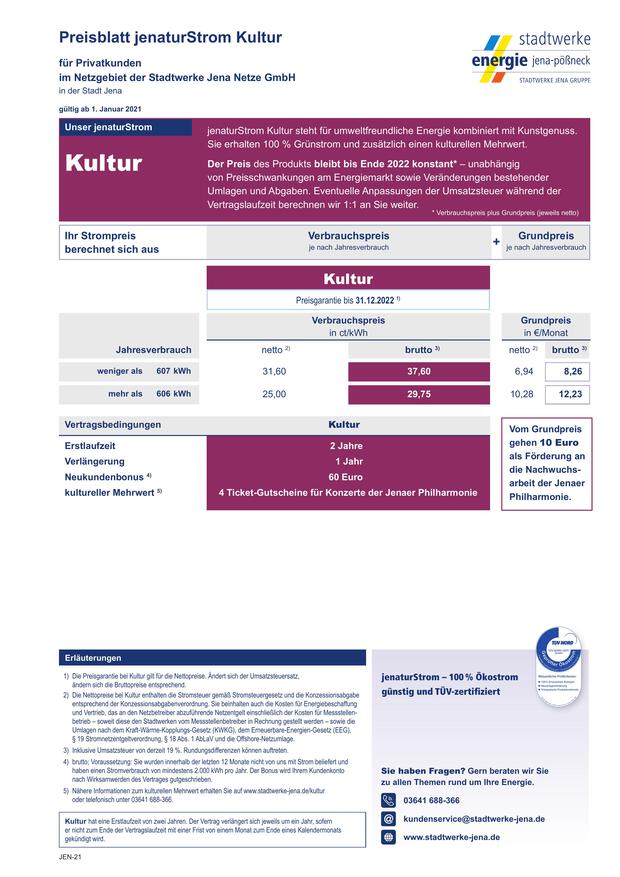 Preisblatt jenaturStrom Kultur
stadtwerke
energie jena-pößneck
STADTWERKE JENA GRUPPE
für Privatkunden
im Netzgebiet der Stadtwerke Jena Netze GmbH
in der Stadt Jena
gültig ab 1. Januar 2021
Unser jenaturStrom
Kultur
jenaturStrom Kultur steht für umweltfreundliche Energie kombiniert mit Kunstgenuss.
Sie erhalten 100 % Grünstrom und zusätzlich einen kulturellen Mehrwert.
Der Preis des Produkts bleibt bis Ende 2022 konstant* – unabhängig
von Preisschwankungen am Energiemarkt sowie Veränderungen bestehender
Umlagen und Abgaben. Eventuelle Anpassungen der Umsatzsteuer während der
Vertragslaufzeit berechnen wir 1:1 an Sie weiter.
* Verbrauchspreis plus Grundpreis (jeweils netto)
Ihr Strompreis
berechnet sich aus
Verbrauchspreis
je nach Jahresverbrauch
+
Grundpreis
je nach Jahresverbrauch
Kultur
Preisgarantie bis 31.12.2022 1)
Verbrauchspreis
in ct/kWh
Grundpreis
in €/Monat
Jahresverbrauch netto 2) brutto 3) netto 2) brutto 3)
weniger als 607 kWh 31,60 37,60 6,94 8,26
mehr als 606 kWh 25,00 29,75 10,28 12,23
Vertragsbedingungen Kultur
Erstlaufzeit 2 Jahre
Verlängerung 1 Jahr
Neukundenbonus 4) 60 Euro
kultureller Mehrwert 5) 4 Ticket-Gutscheine für Konzerte der Jenaer Philharmonie
Vom Grundpreis
gehen 10 Euro
als Förderung an
die Nachwuchs-
arbeit der Jenaer
Philharmonie.
Erläuterungen
1) Die Preisgarantie bei Kultur gilt für die Nettopreise. Ändert sich der Umsatzsteuersatz,
ändern sich die Bruttopreise entsprechend.
2) Die Nettopreise bei Kultur enthalten die Stromsteuer gemäß Stromsteuergesetz und die Konzessionsabgabe
entsprechend der Konzessionsabgabenverordnung. Sie beinhalten auch die Kosten für Energiebeschaffung
und Vertrieb, das an den Netzbetreiber abzuführende Netzentgelt einschließlich der Kosten für Messstellen-
betrieb – soweit diese den Stadtwerken vom Messstellenbetreiber in Rechnung gestellt werden – sowie die
Umlagen nach dem Kraft-Wärme-Kopplungs-Gesetz (KWKG), dem Erneuerbare-Energien-Gesetz (EEG),
§ 19 Stromnetzentgeltverordnung, § 18 Abs. 1 AbLaV und die Offshore-Netzumlage.
3) Inklusive Umsatzsteuer von derzeit 19 %. Rundungsdifferenzen können auftreten.
4) brutto; Voraussetzung: Sie wurden innerhalb der letzten 12 Monate nicht von uns mit Strom beliefert und
haben einen Stromverbrauch von mindestens 2.000 kWh pro Jahr. Der Bonus wird Ihrem Kundenkonto
nach Wirksamwerden des Vertrages gutgeschrieben.
5) Nähere Informationen zum kulturellen Mehrwert erhalten Sie auf www.stadtwerke-jena.de/kultur
oder telefonisch unter 03641 688-366.
Kultur hat eine Erstlaufzeit von zwei Jahren. Der Vertrag verlängert sich jeweils um ein Jahr, sofern
er nicht zum Ende der Vertragslaufzeit mit einer Frist von einem Monat zum Ende eines Kalendermonats
gekündigt wird.
JEN-21
TÜV NORD
Geprüfter Ökostrom
jenaturStrom – 100 % Ökostrom
günstig und TÜV-zertifiziert
Sie haben Fragen? Gern beraten wir Sie
zu allen Themen rund um Ihre Energie.
03641 688-366
@ kundenservice@stadtwerke-jena.de
www.stadtwerke-jena.de